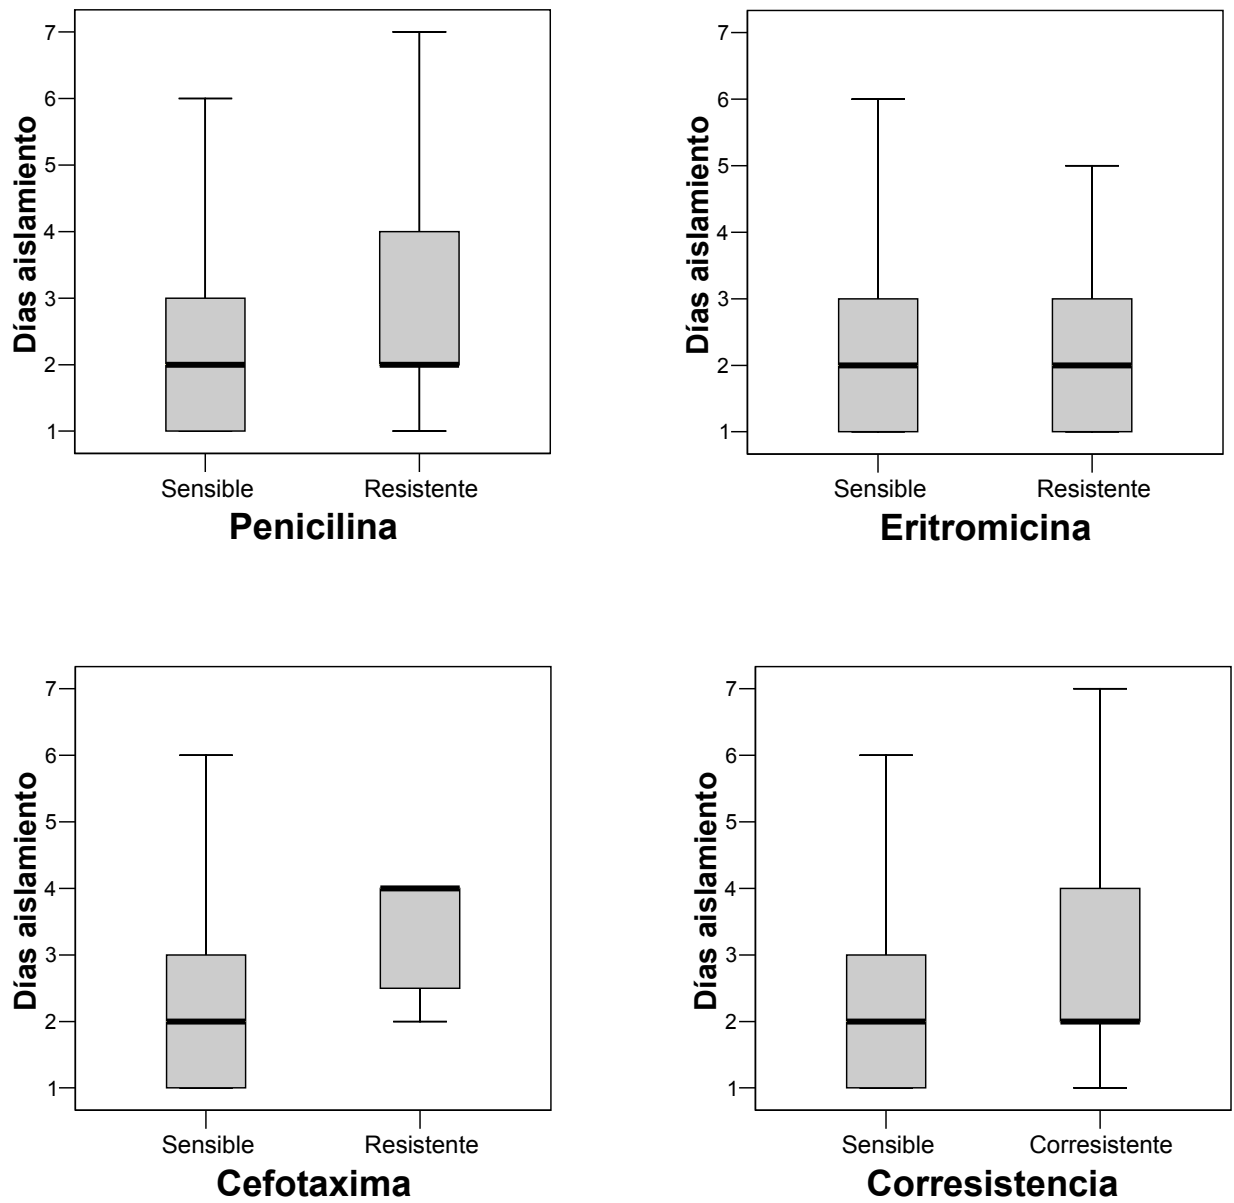 7
6
5
4
3
2
1
Días aislamiento
Sensible Resistente
Penicilina
7
6
5
4
3
2
1
Días aislamiento
Sensible Resistente
Eritromicina
7
6
5
4
3
2
1
Días aislamiento
Sensible Resistente
Cefotaxima
7
6
5
4
3
2
1
Días aislamiento
Sensible Corresistente
Corresistencia